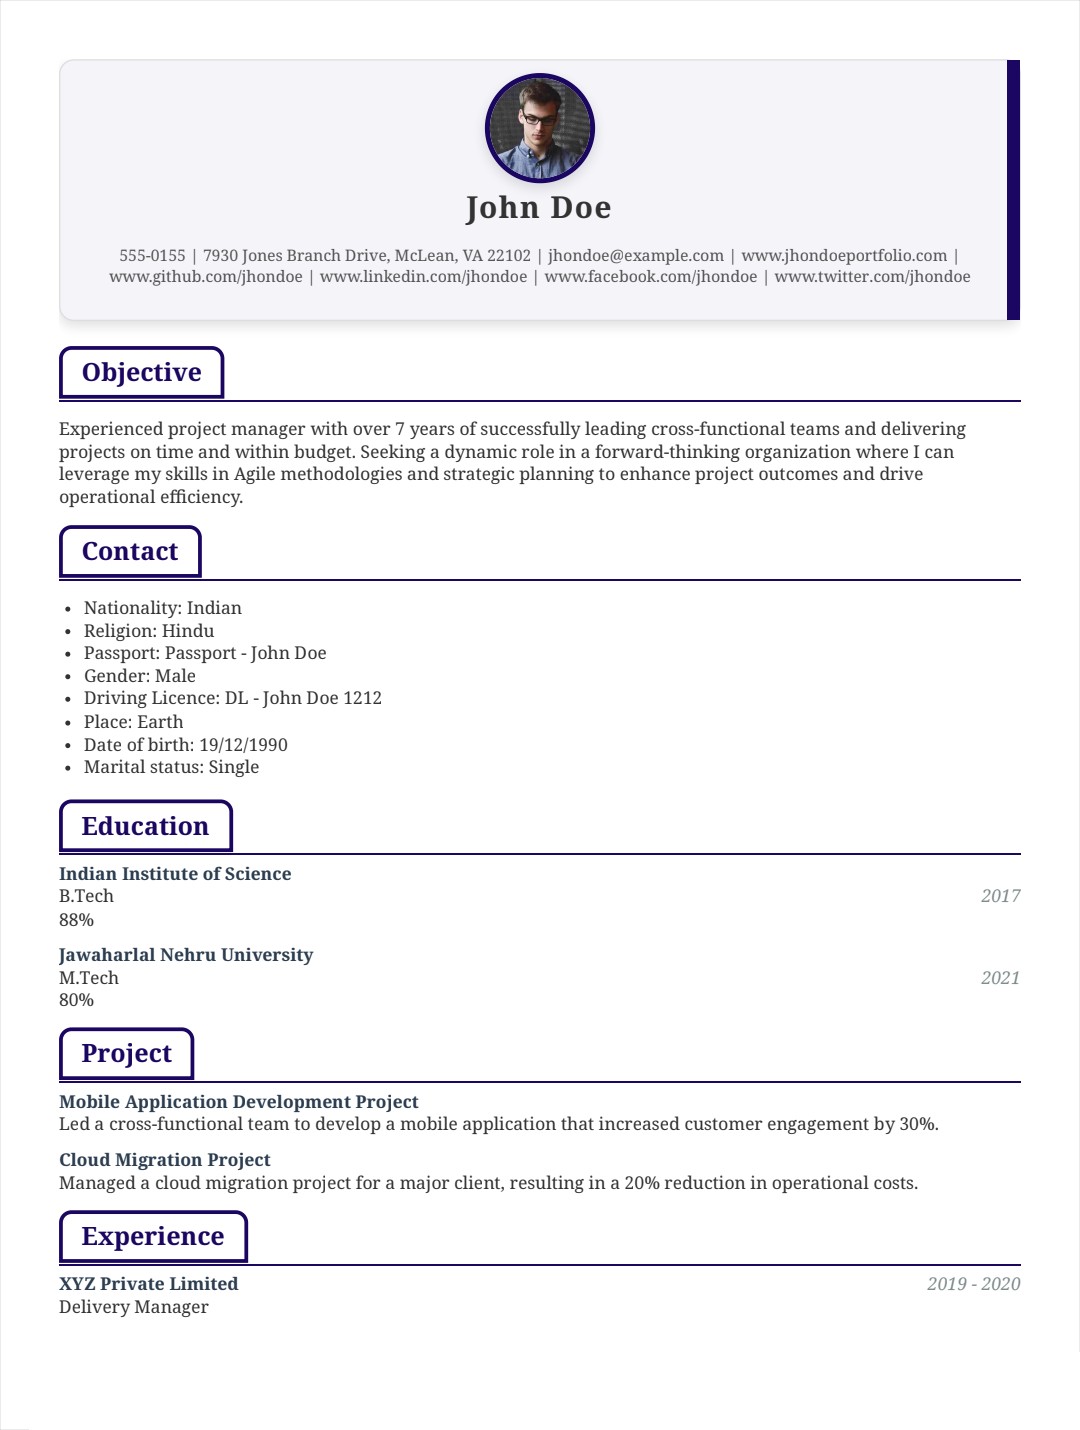 John Doe
555-0155 | 7930 Jones Branch Drive, McLean, VA 22102 | jhondoe@example.com | www.jhondoeportfolio.com |
www.github.com/jhondoe | www.linkedin.com/jhondoe | www.facebook.com/jhondoe | www.twitter.com/jhondoe
Objective
Experienced project manager with over 7 years of successfully leading cross-functional teams and delivering
projects on time and within budget. Seeking a dynamic role in a forward-thinking organization where I can
leverage my skills in Agile methodologies and strategic planning to enhance project outcomes and drive
operational efficiency.
Contact
• Nationality: Indian
• Religion: Hindu
• Passport: Passport - John Doe
• Gender: Male
• Driving Licence: DL - John Doe 1212
• Place: Earth
• Date of birth: 19/12/1990
• Marital status: Single
Education
Indian Institute of Science
B.Tech 2017
88%
Jawaharlal Nehru University
M.Tech 2021
80%
Project
Mobile Application Development Project
Led a cross-functional team to develop a mobile application that increased customer engagement by 30%.
Cloud Migration Project
Managed a cloud migration project for a major client, resulting in a 20% reduction in operational costs.
Experience
XYZ Private Limited 2019 - 2020
Delivery Manager